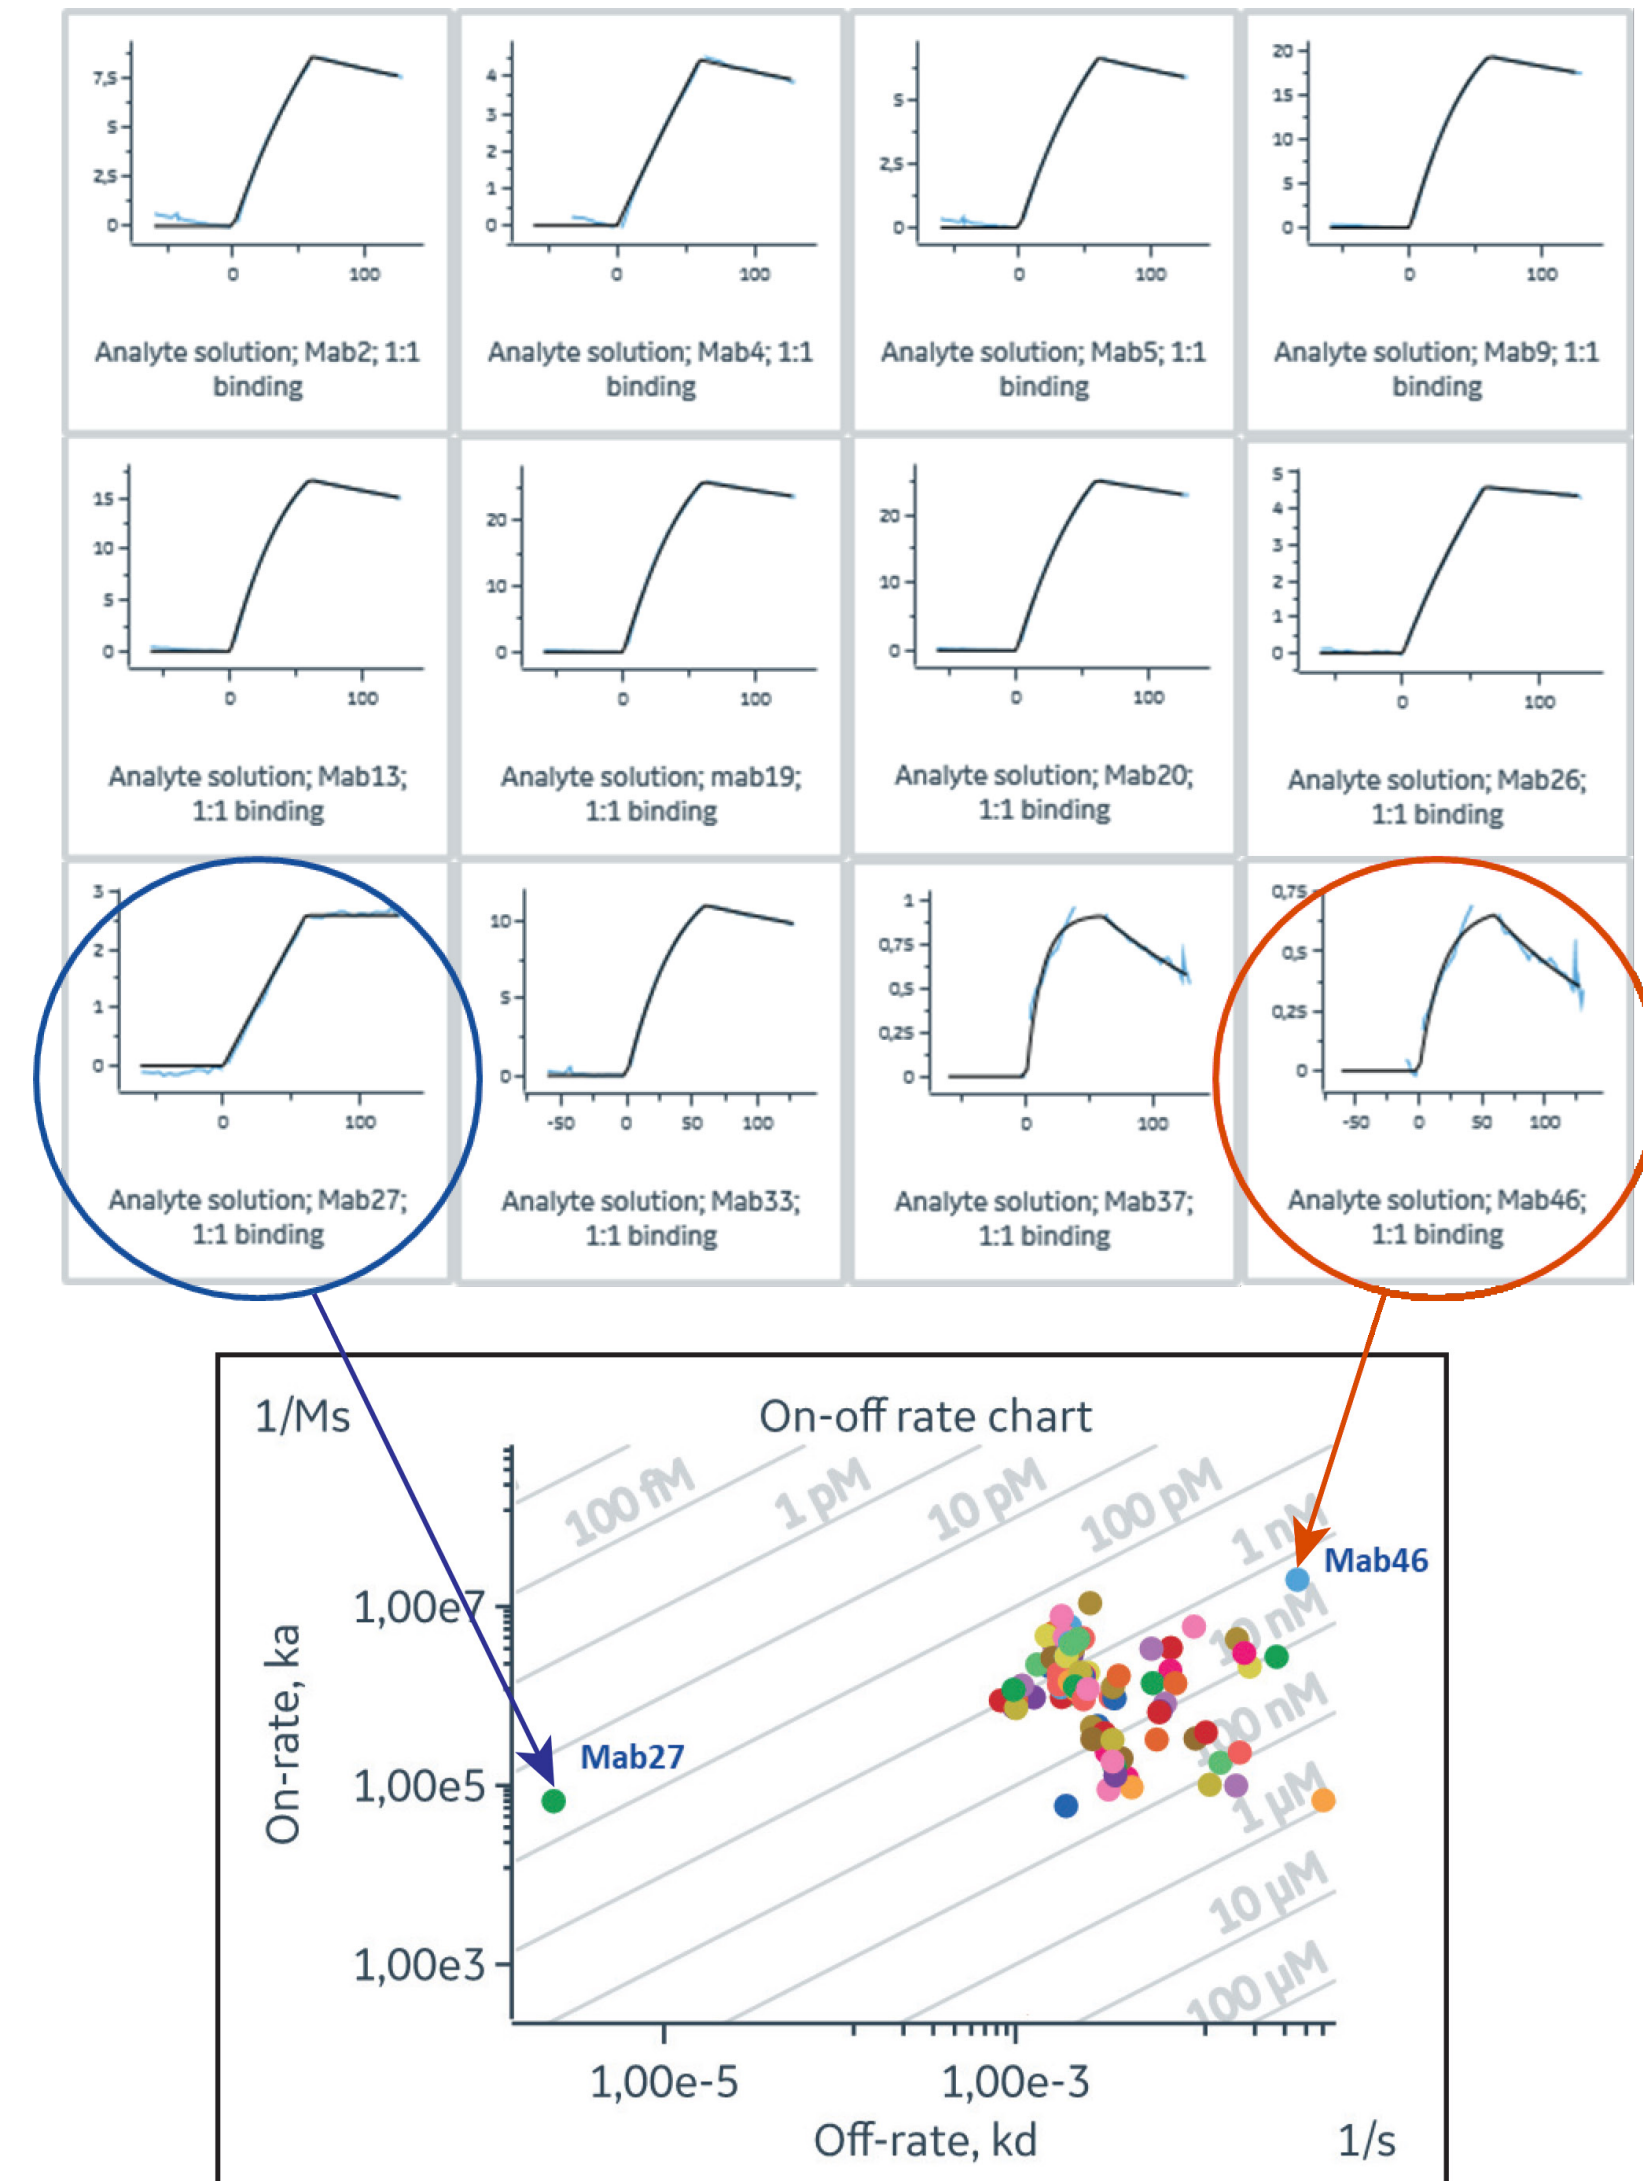 7,5
5
2,5
0
0
100
Analyte solution; Mab2; 1:1
binding
4
3
2
1
0
0
100
Analyte solution; Mab4; 1:1
binding
5
2,5
0
0
100
Analyte solution; Mab5; 1:1
binding
20
15
10
5
0
0
100
Analyte solution; Mab9; 1:1
binding
15
10
5
0
0
100
Analyte solution; Mab13;
1:1 binding
20
10
0
0
100
Analyte solution; mab19;
1:1 binding
20
10
0
0
100
Analyte solution; Mab20;
1:1 binding
5
4
3
2
1
0
0
100
Analyte solution; Mab26;
1:1 binding
3
2
1
0
0
100
Analyte solution; Mab27;
1:1 binding
10
5
0
-50
0
50
100
Analyte solution; Mab33;
1:1 binding
1
0,75
0,5
0,25
0
0
100
Analyte solution; Mab37;
1:1 binding
0,75
0,5
0,25
0
-50
0
50
100
Analyte solution; Mab46;
1:1 binding
1/Ms
On-off rate chart
100 fM
1 pM
10 pM
100 pM
1 nM
10 nM
100 nM
1 µM
10 µM
100 µM
Mab46
Mab27
On-rate, ka
1,00e7
1,00e5
1,00e3
1,00e-5
1,00e-3
Off-rate, kd
1/s